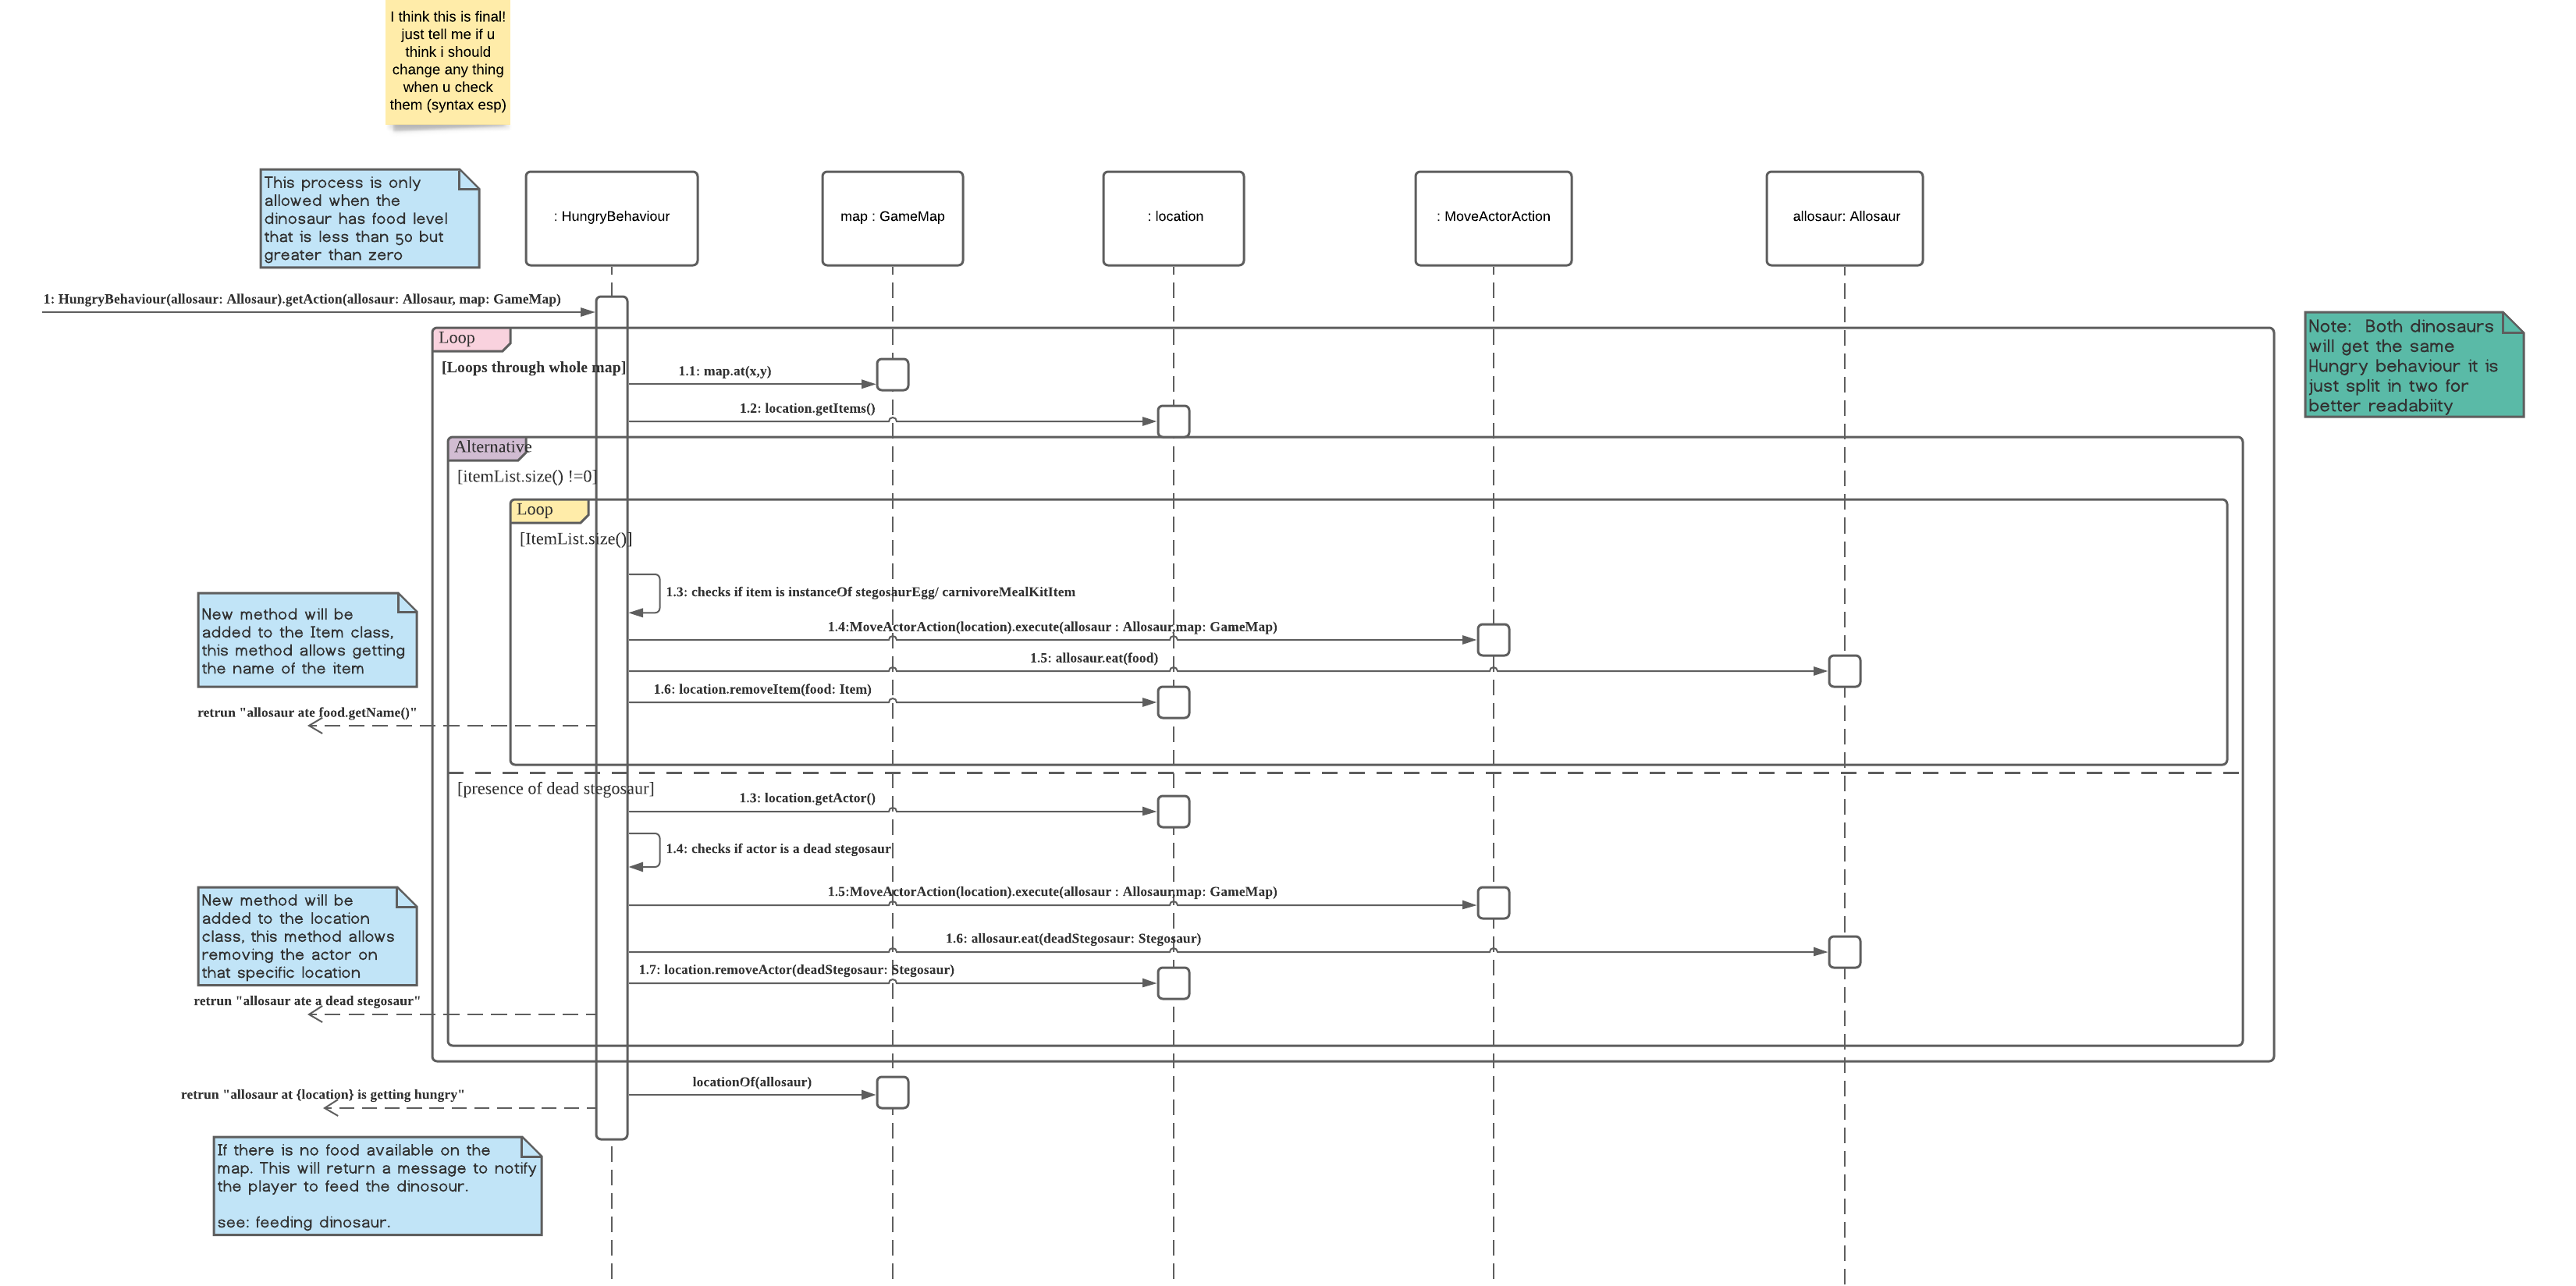 I think this is final!
just tell me if u
think i should
change any thing
when u check
them (syntax esp)
This process is only
allowed when the
dinosaur has food level
that is less than 50 but
greater than zero
: HungryBehaviour
map : GameMap
: location
: MoveActorAction
allosaur: Allosaur
1: HungryBehaviour(allosaur: Allosaur).getAction(allosaur: Allosaur, map: GameMap)
Note: Both dinosaurs
will get the same
Hungry behaviour it is
just split in two for
better readabiity
Loop
[Loops through whole map]
1.1: map.at(x,y)
1.2: location.getItems()
Alternative
[itemList.size() !=0]
Loop
[ItemList.size()]
1.3: checks if item is instanceOf stegosaurEgg/ carnivoreMealKitItem
New method will be
added to the Item class,
this method allows getting
the name of the item
1.4:MoveActorAction(location).execute(allosaur : Allosaur,map: GameMap)
1.5: allosaur.eat(food)
1.6: location.removeItem(food: Item)
retrun "allosaur ate food.getName()"
[presence of dead stegosaur]
1.3: location.getActor()
1.4: checks if actor is a dead stegosaur
1.5:MoveActorAction(location).execute(allosaur : Allosaur,map: GameMap)
New method will be
added to the location
class, this method allows
removing the actor on
that specific location
1.6: allosaur.eat(deadStegosaur: Stegosaur)
1.7: location.removeActor(deadStegosaur: Stegosaur)
retrun "allosaur ate a dead stegosaur"
locationOf(allosaur)
retrun "allosaur at {location} is getting hungry"
If there is no food available on the
map. This will return a message to notify
the player to feed the dinosour.
see: feeding dinosaur.